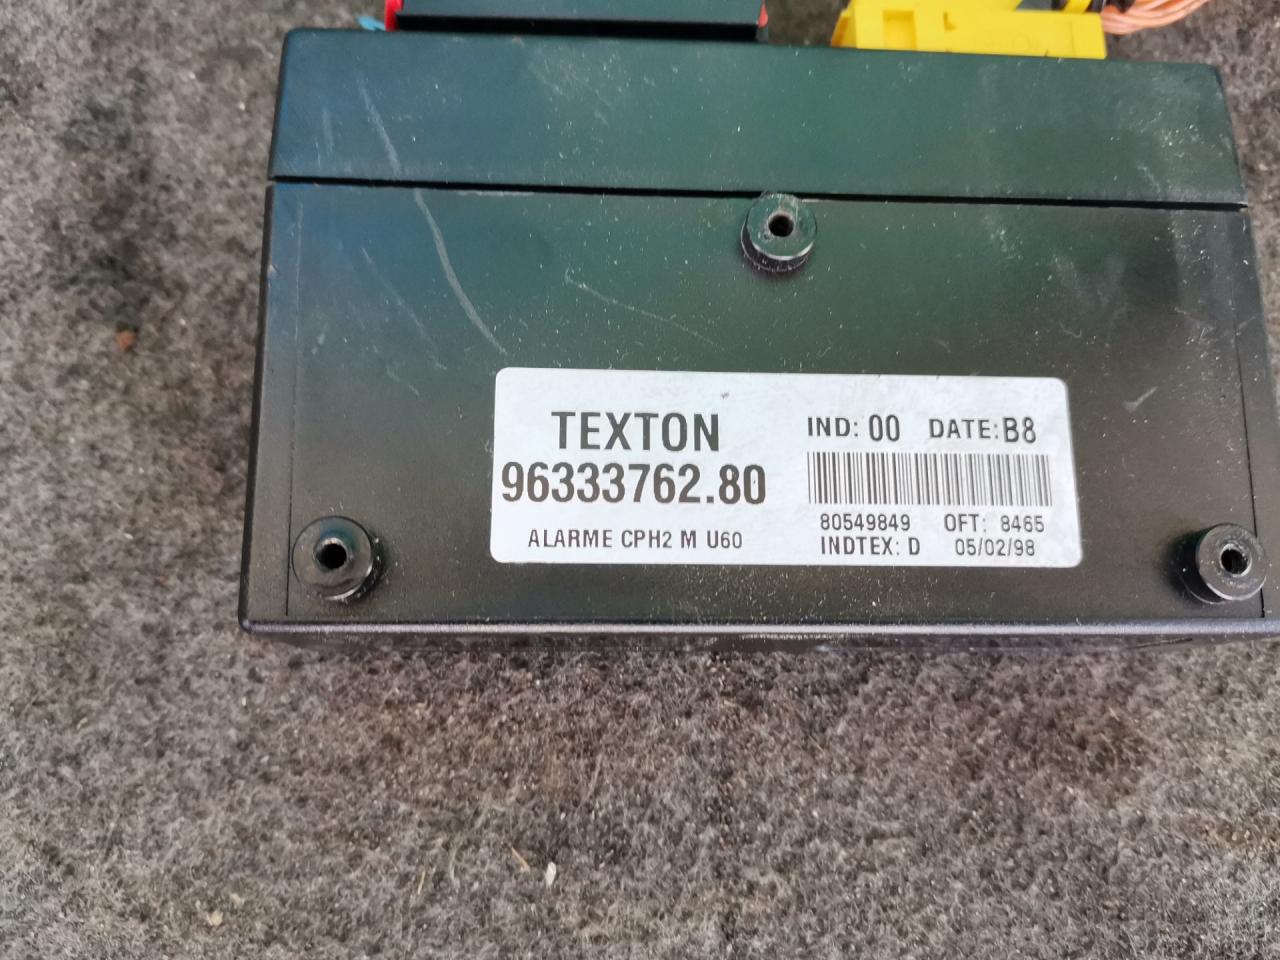 TEXTON
96333762.80
ALARME CPH2 M U60
IND: 00 DATE: B8
80549849 OFT: 8465
INDTEX: D 05/02/98